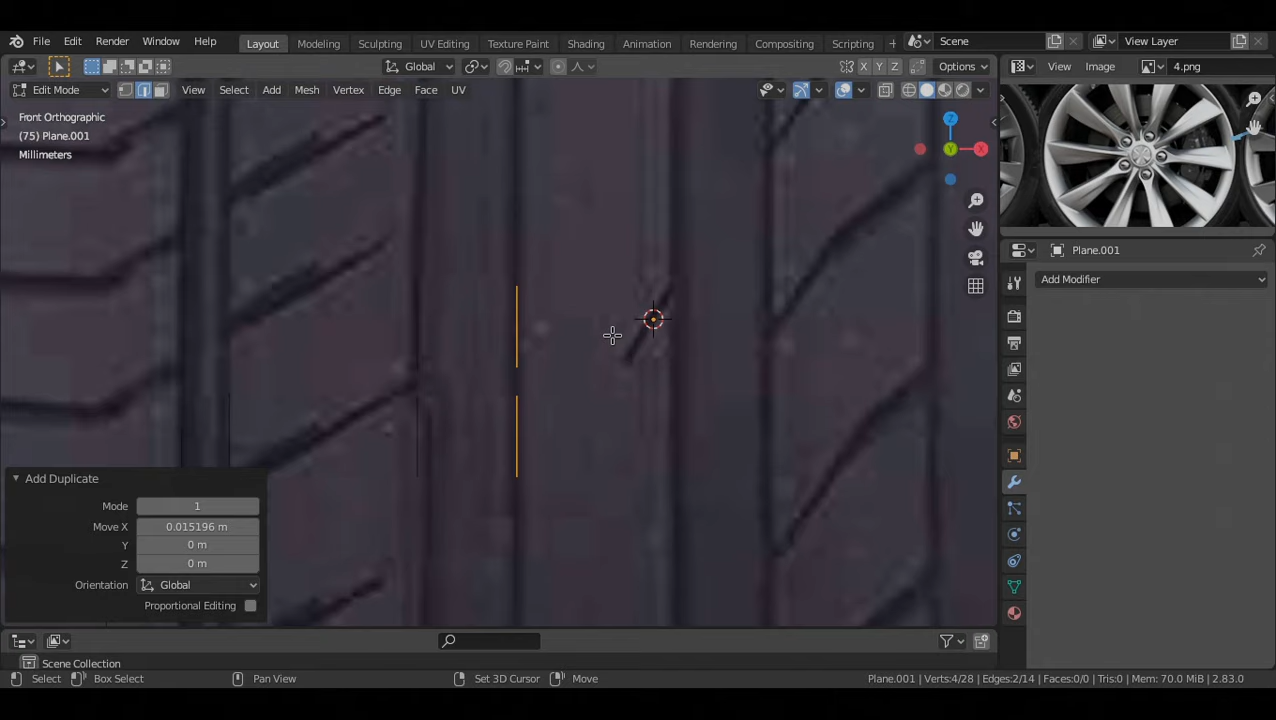 File Edit Render Window Help Layout Modeling Sculpting UV Editing Texture Paint Shading Animation Rendering Compositing Scripting + Scene View Layer
Global X Y Z Options View Image 4.png
Edit Mode View Select Add Mesh Vertex Edge Face UV
Front Orthographic
(75) Plane.001
Millimeters
Z
Y X
Plane.001
Add Modifier
Add Duplicate
Mode 1
Move X 0.015196 m
Y 0 m
Z 0 m
Orientation Global
Proportional Editing
Scene Collection
Select Box Select Pan View Set 3D Cursor Move Plane.001 | Verts:4/28 | Edges:2/14 | Faces:0/0 | Tris:0 | Mem: 70.0 MiB | 2.83.0